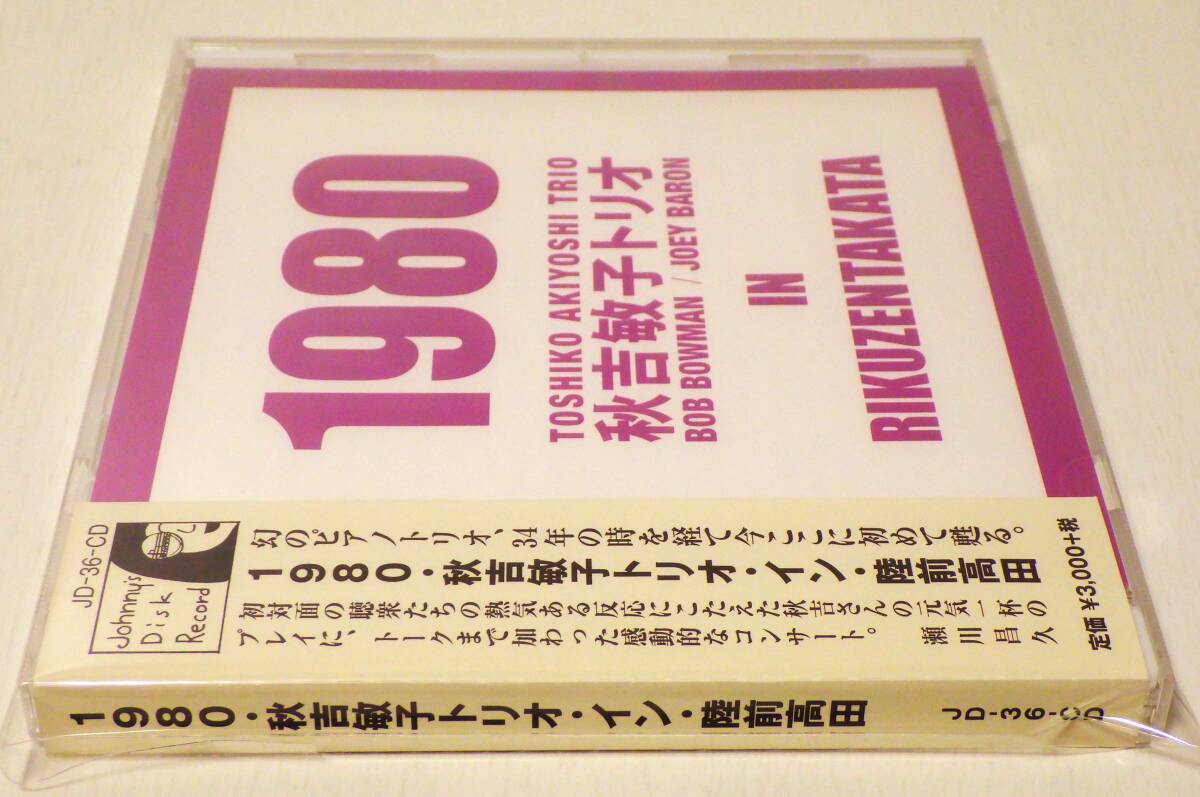 1980
TOSHIKO AKIYOSHI TRIO
秋吉敏子トリオ
BOB BOWMAN / JOEY BARON
IN
RIKUZENTAKATA
JD-36-CD
Johnny's
Disk
Record
幻のピアノトリオ、34年の時を経て今、ここに初めて甦る。
1980・秋吉敏子トリオ・イン・陸前高田
初対面の聴衆たちの熱気ある反応にこたえた秋吉さんの元気一杯の
プレイに、トークまで加わった感動的なコンサート。
瀬川昌久
定価¥3,000+税
1980・秋吉敏子トリオ・イン・陸前高田
JD-36-CD